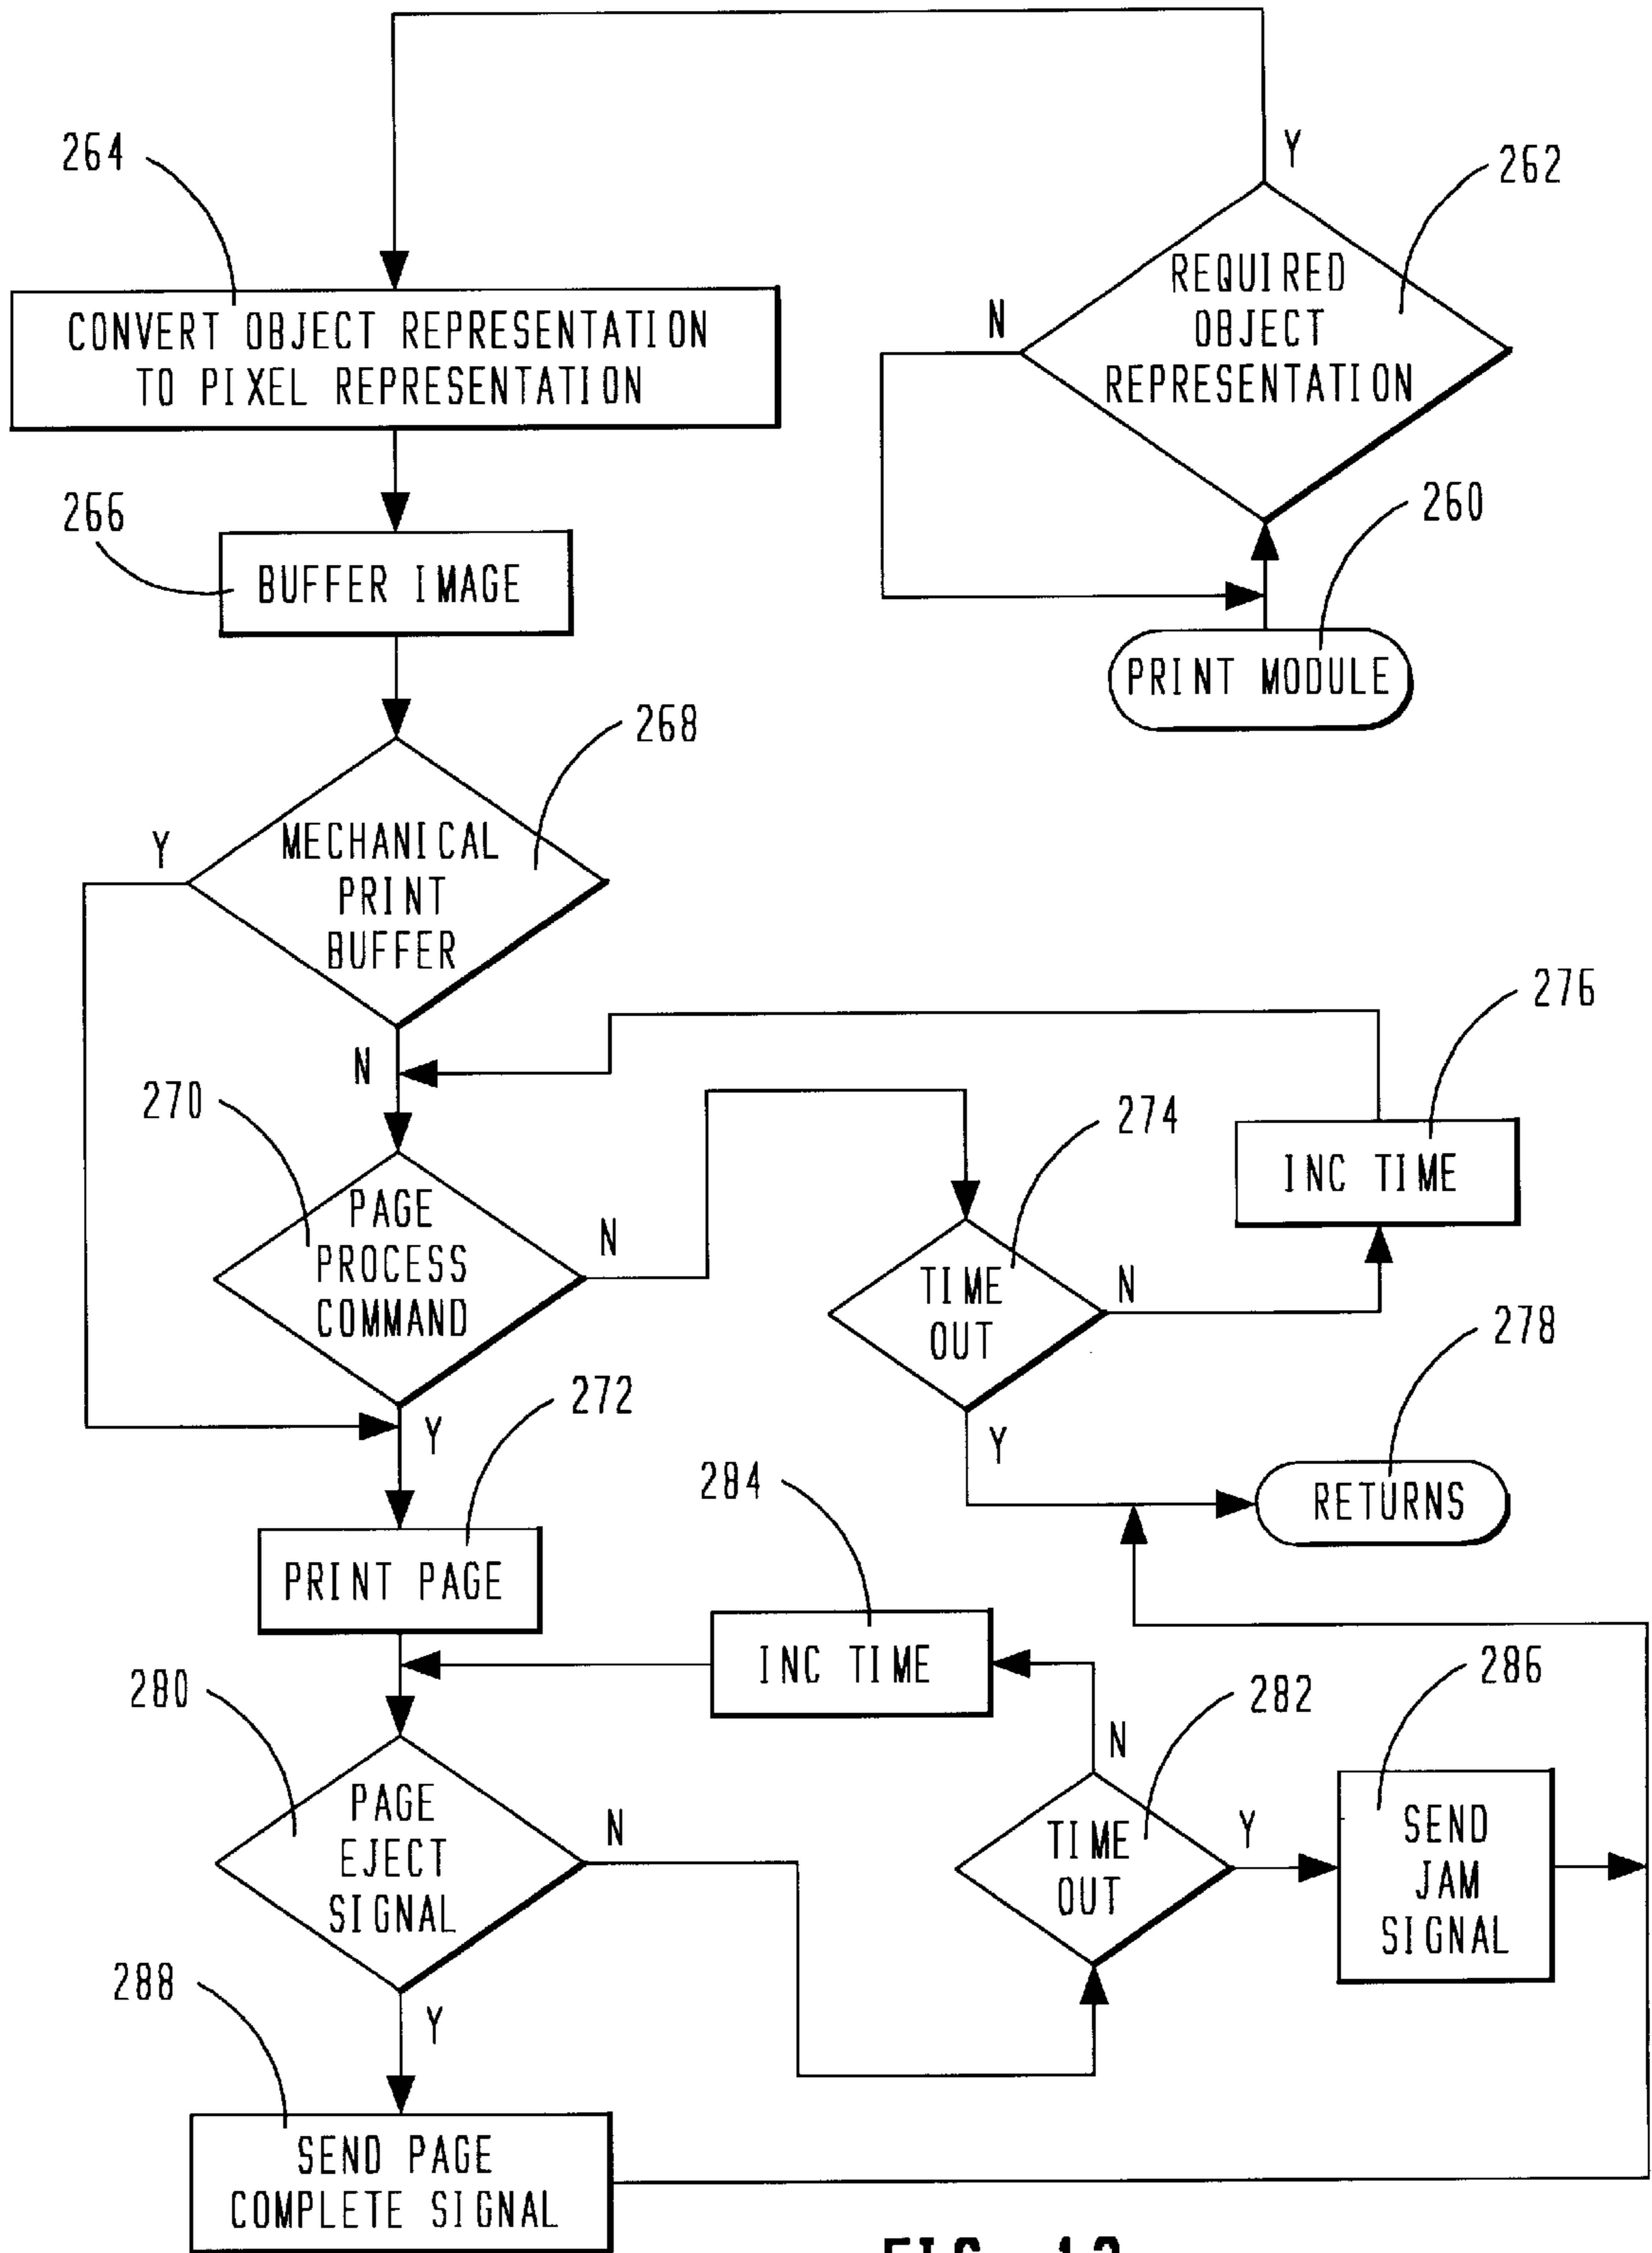 Y
264
262
REQUIRED
OBJECT
REPRESENTATION
N
CONVERT OBJECT REPRESENTATION
TO PIXEL REPRESENTATION
266
260
BUFFER IMAGE
PRINT MODULE
268
Y
MECHANICAL
PRINT
BUFFER
N
276
270
274
INC TIME
PAGE
PROCESS
COMMAND
N
TIME
OUT
N
278
272
Y
Y
284
RETURNS
PRINT PAGE
INC TIME
280
282
286
N
PAGE
EJECT
SIGNAL
N
TIME
OUT
Y
SEND
JAM
SIGNAL
288
Y
SEND PAGE
COMPLETE SIGNAL